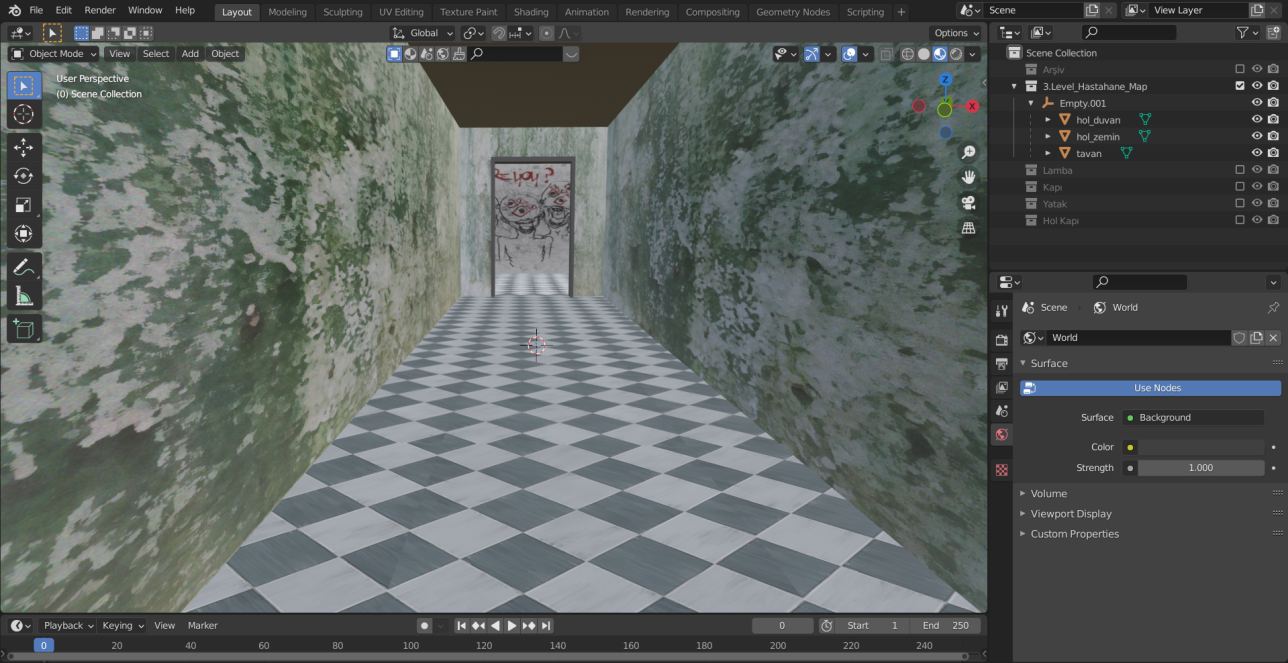 File Edit Render Window Help Layout Modeling Sculpting UV Editing Texture Paint Shading Animation Rendering Compositing Geometry Nodes Scripting + Scene View Layer
Global Options
Object Mode View Select Add Object
User Perspective
(0) Scene Collection
Z
X
YOU?
Scene Collection
Arşiv
3.Level_Hastahane_Map
Empty.001
hol_duvan
hol_zemin
tavan
Lamba
Kapı
Yatak
Hol Kapı
Scene World
World
Surface
Use Nodes
Surface Background
Color
Strength 1.000
Volume
Viewport Display
Custom Properties
Playback Keying View Marker 0 Start 1 End 250
0 20 40 60 80 100 120 140 160 180 200 220 240